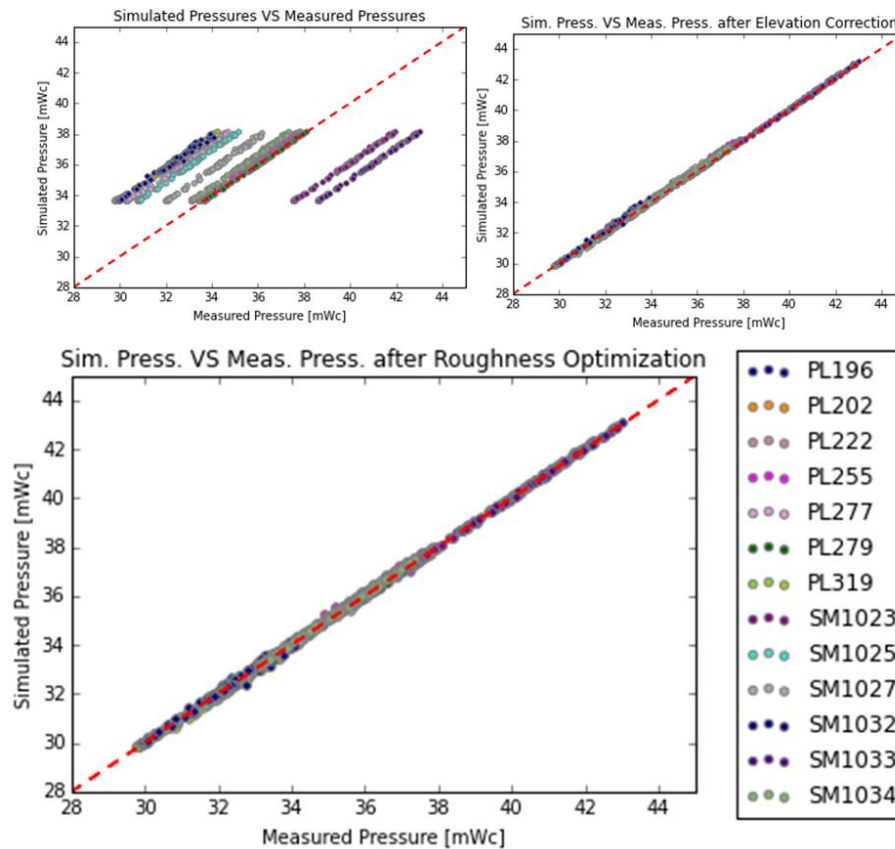 Simulated Pressures VS Measured Pressures
45
40
38
36
34
32
30
28
28 30 32 34 36 38 40 42 44
Simulated Pressure [mWc]
Measured Pressure [mWc]
Sim. Press. VS Meas. Press. after Elevation Correction
44
42
40
38
36
34
32
30
28
28 30 32 34 36 38 40 42 44
Simulated Pressure [mWc]
Measured Pressure [mWc]
Sim. Press. VS Meas. Press. after Roughness Optimization
44
42
40
38
36
34
32
30
28
28 30 32 34 36 38 40 42 44
Simulated Pressure [mWc]
Measured Pressure [mWc]
PL196
PL202
PL222
PL255
PL277
PL279
PL319
SM1023
SM1025
SM1027
SM1032
SM1033
SM1034